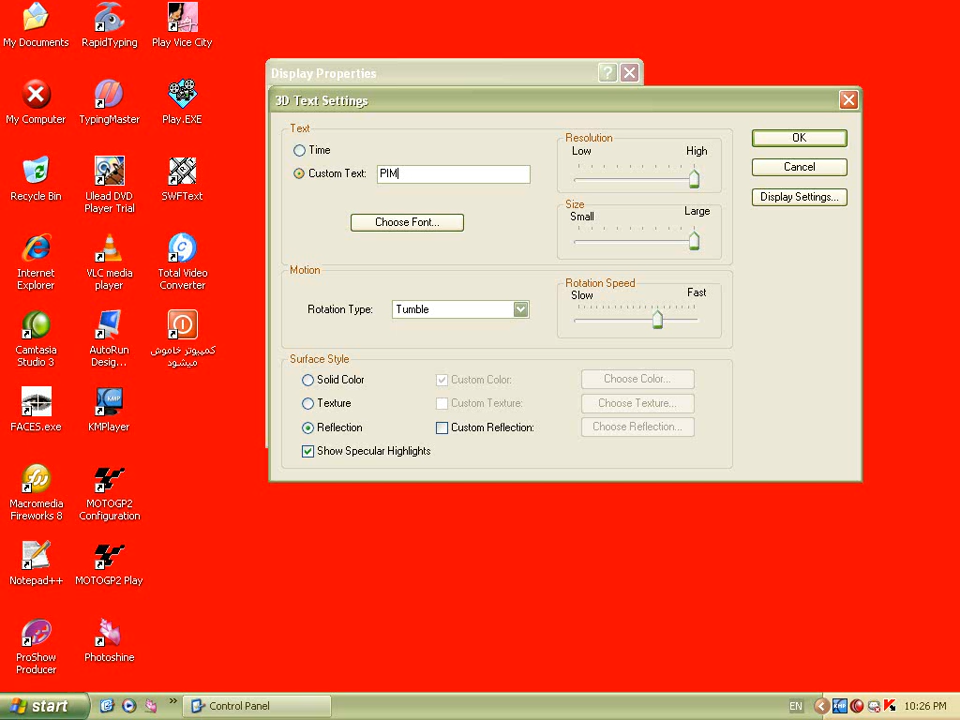 My Documents
RapidTyping
Play Vice City
My Computer
TypingMaster
Play.EXE
Recycle Bin
Ulead DVD
Player Trial
SWFText
Internet
Explorer
VLC media
player
Total Video
Converter
Camtasia
Studio 3
AutoRun
Desig...
کمپیوتر خاموش
میشود
FACES.exe
KMPlayer
Macromedia
Fireworks 8
MOTOGP2
Configuration
Notepad++
MOTOGP2 Play
ProShow
Producer
Photoshine
Display Properties
3D Text Settings
Text
Time
Custom Text:
PIM
Choose Font...
Resolution
Low
High
Size
Small
Large
OK
Cancel
Display Settings...
Motion
Rotation Type:
Tumble
Rotation Speed
Slow
Fast
Surface Style
Solid Color
Custom Color:
Choose Color...
Texture
Custom Texture:
Choose Texture...
Reflection
Custom Reflection:
Choose Reflection...
Show Specular Highlights
start
Control Panel
EN
KMP
10:26 PM